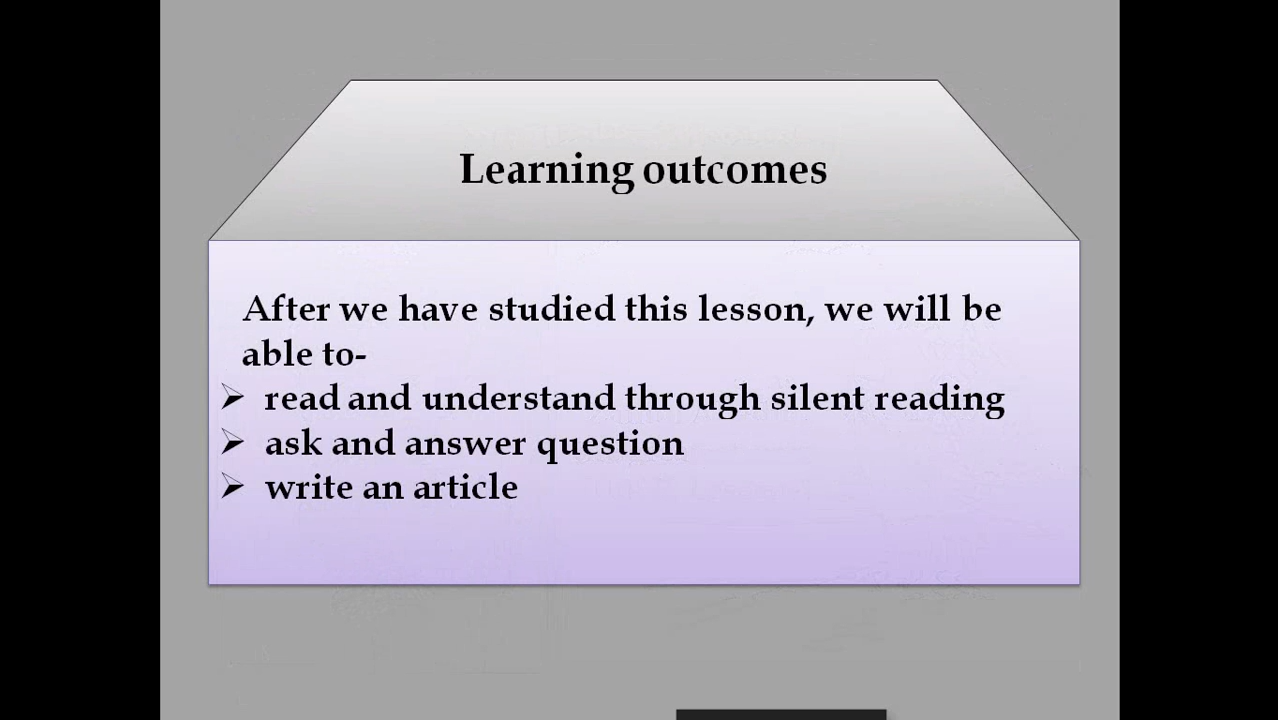 Learning outcomes
After we have studied this lesson, we will be
able to-
➢ read and understand through silent reading
➢ ask and answer question
➢ write an article